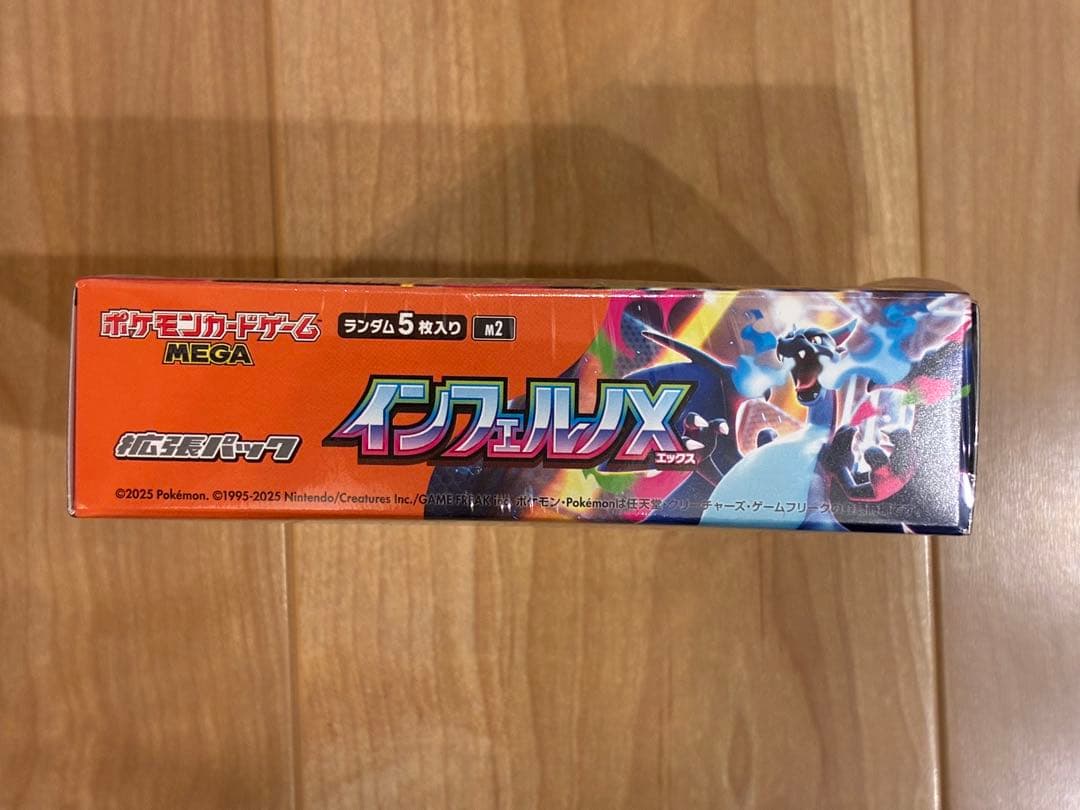 ポケモンカードゲーム
MEGA
ランダム5枚入り
M2
インフェルノX
エックス
拡張パック
©2025 Pokémon. ©1995-2025 Nintendo/Creatures Inc./GAME FREAK inc. ポケモン・Pokémonは任天堂・クリーチャーズ・ゲームフリークの